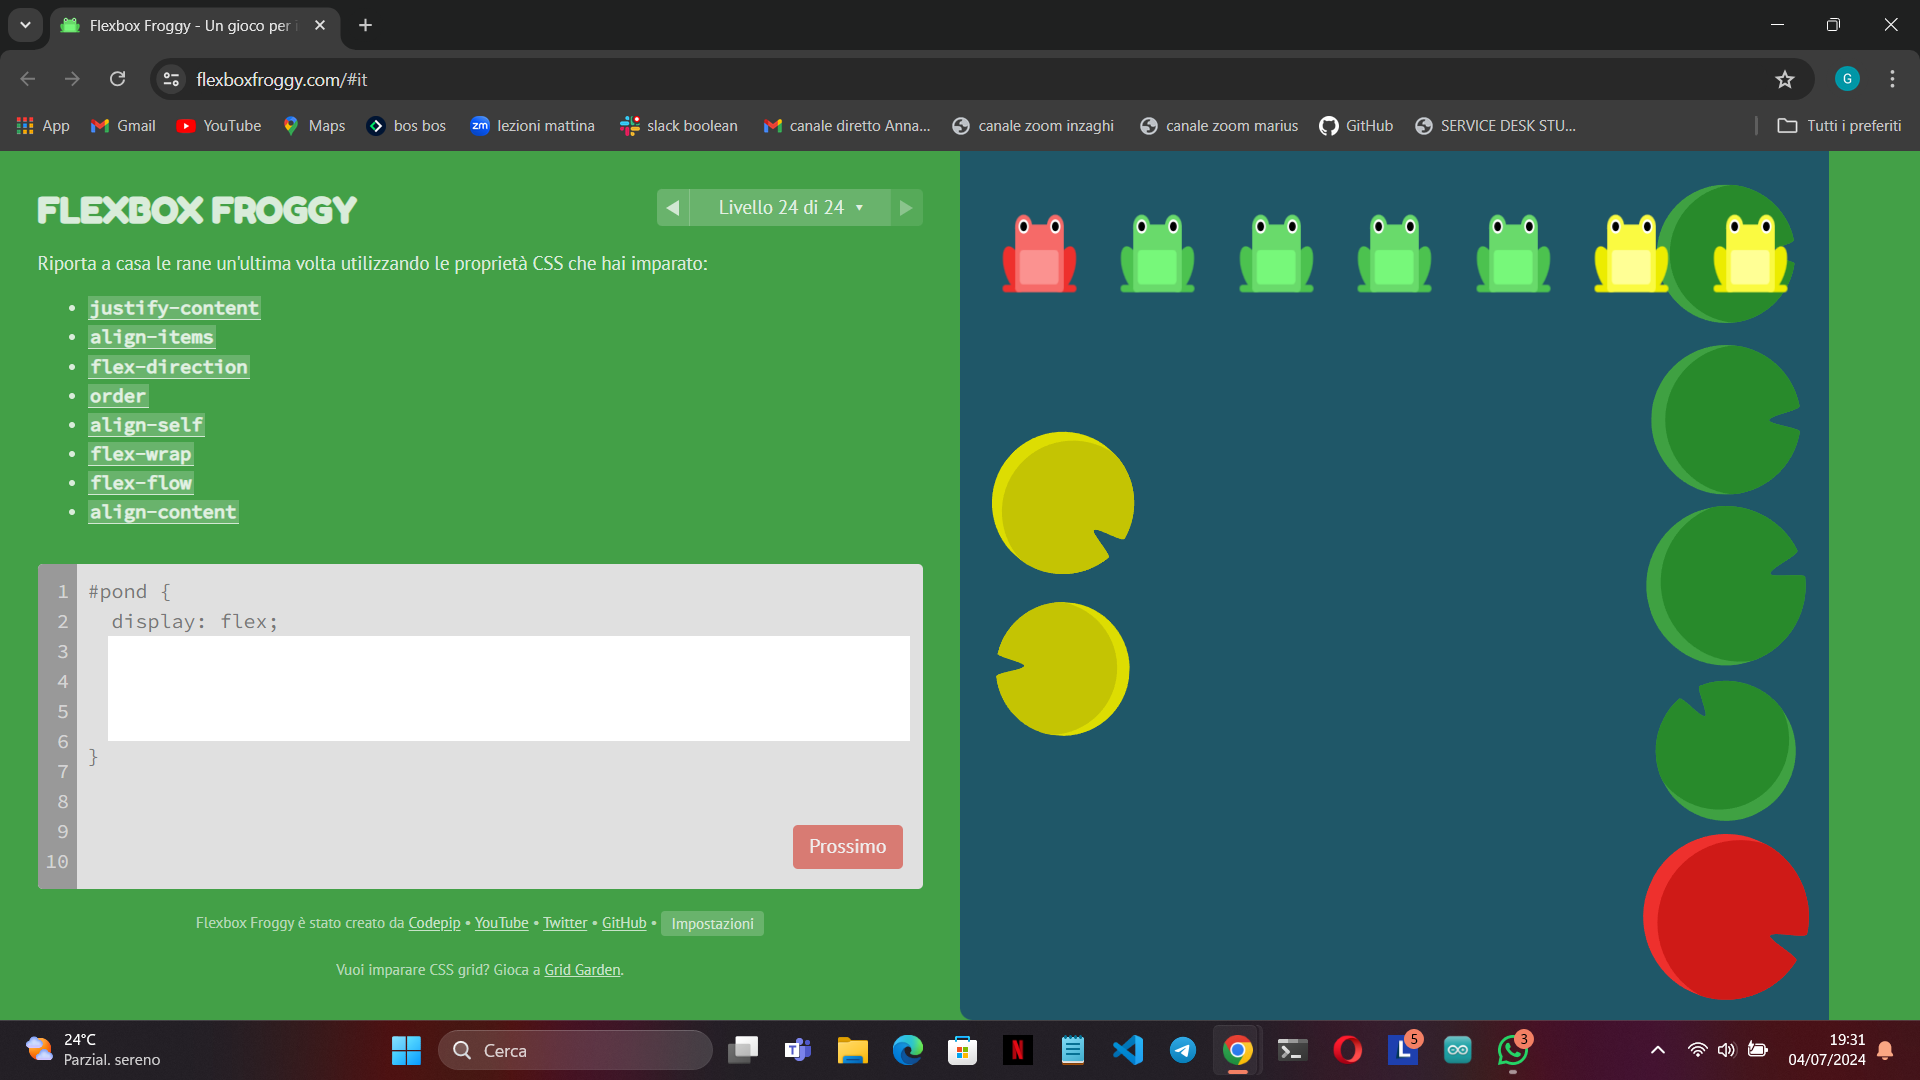 Flexbox Froggy - Un gioco per i
flexboxfroggy.com/#it
G
App
Gmail
YouTube
Maps
bos bos
zm
lezioni mattina
slack boolean
canale diretto Anna...
canale zoom inzaghi
canale zoom marius
GitHub
SERVICE DESK STU...
Tutti i preferiti
FLEXBOX FROGGY
Livello 24 di 24
Riporta a casa le rane un'ultima volta utilizzando le proprietà CSS che hai imparato:
• justify-content
• align-items
• flex-direction
• order
• align-self
• flex-wrap
• flex-flow
• align-content
1 #pond {
2 display: flex;
3
4
5
6 }
7
8
9
10
Prossimo
Flexbox Froggy è stato creato da Codepip • YouTube • Twitter • GitHub • Impostazioni
Vuoi imparare CSS grid? Gioca a Grid Garden.
24°C
Parzial. sereno
Cerca
T
N
L
5
3
19:31
04/07/2024